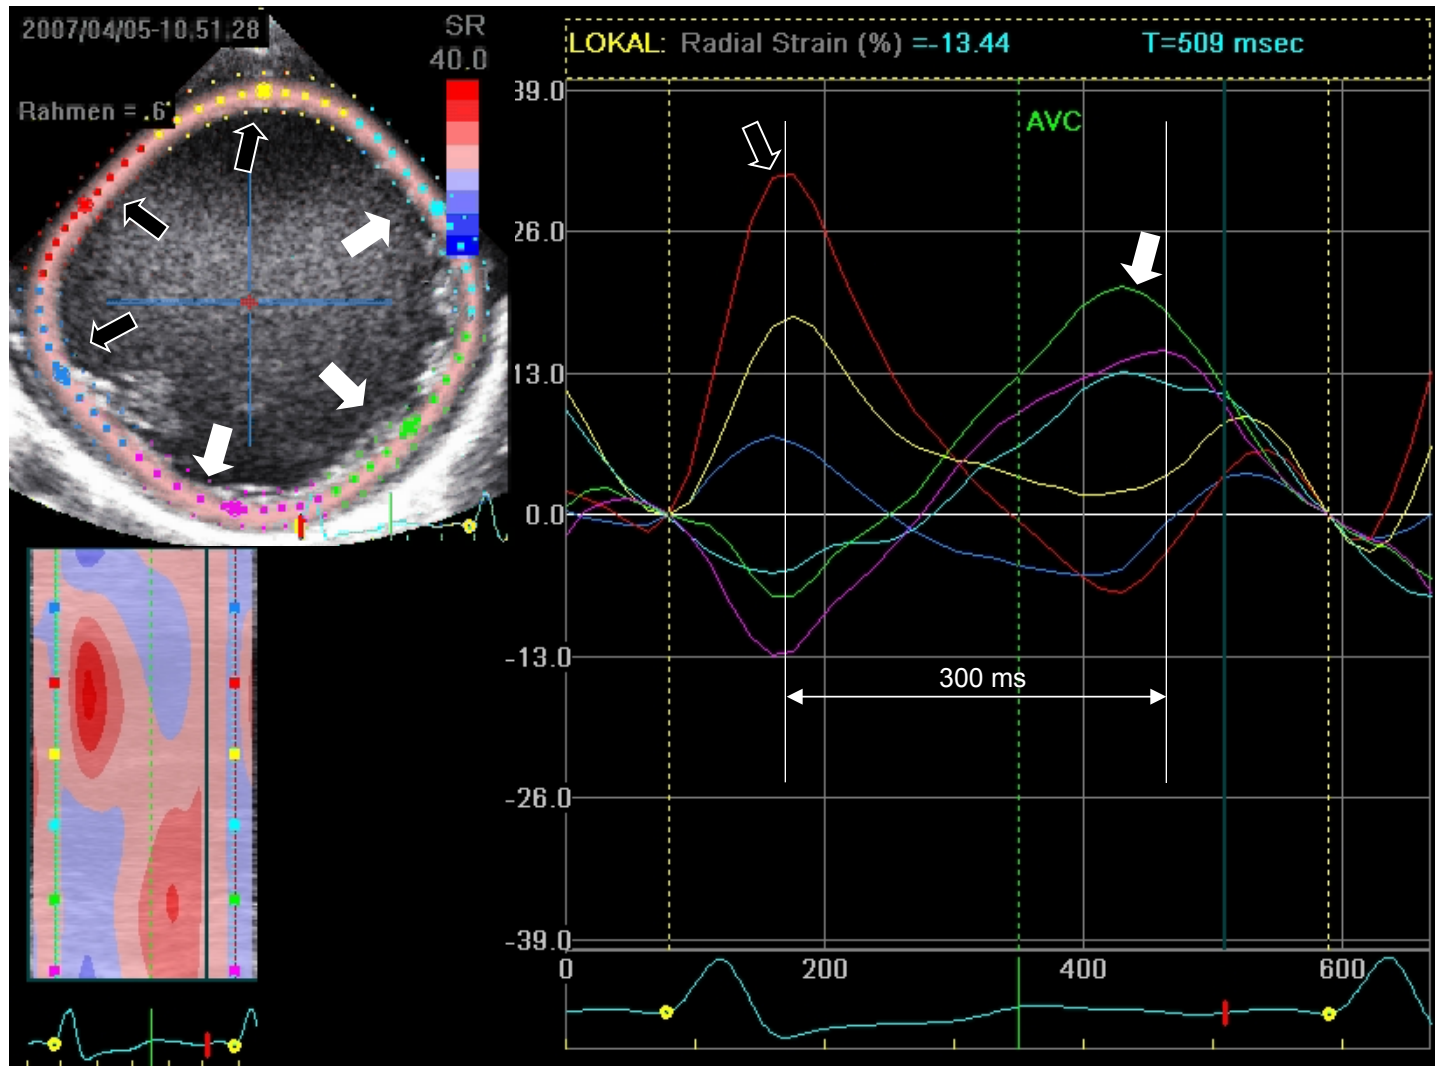 2007/04/05-10.51.28
SR
40.0
Rahmen = .6
LOKAL: Radial Strain (%) =-13.44 T=509 msec
39.0
AVC
26.0
13.0
0.0
-13.0
300 ms
-26.0
-39.0
0 200 400 600